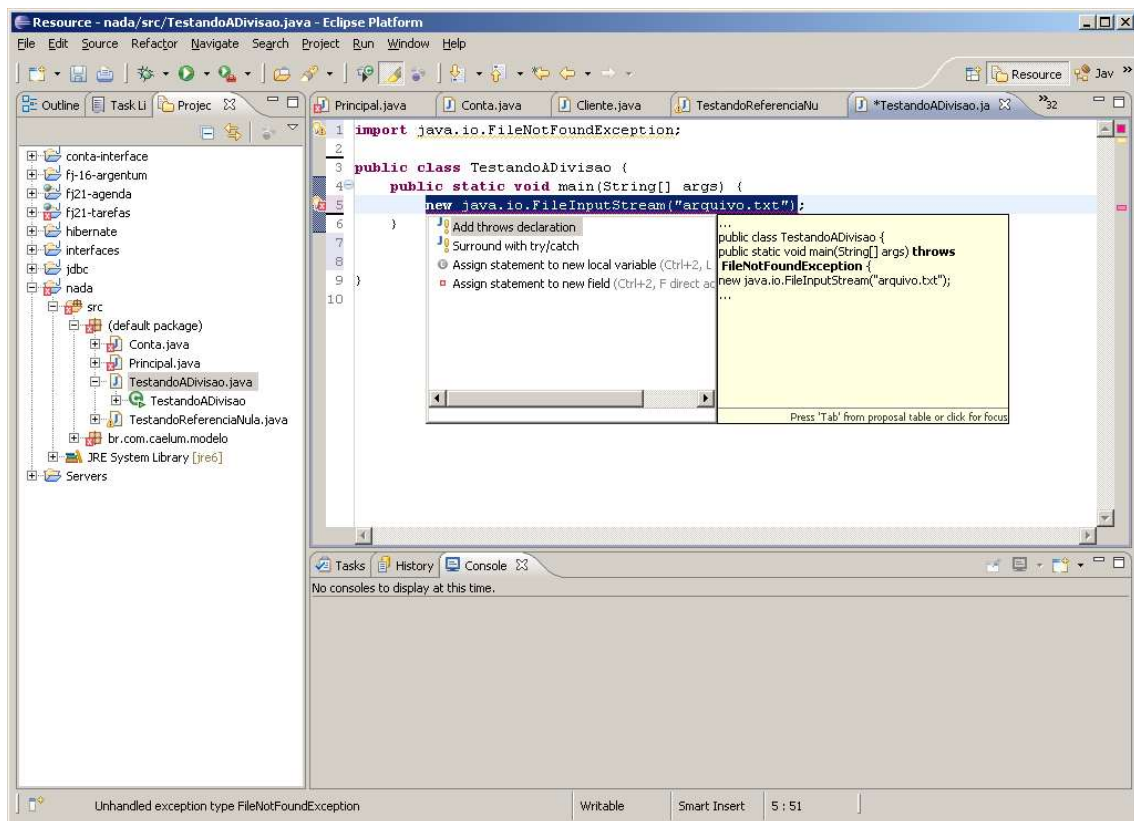 Resource - nada/src/TestandoADivisao.java - Eclipse Platform
File Edit Source Refactor Navigate Search Project Run Window Help
Resource Jav »
Outline Task Li Projec
Principal.java Conta.java Cliente.java TestandoReferenciaNu *TestandoADivisao.ja »32
conta-interface
fj-16-argentum
fj21-agenda
fj21-tarefas
hibernate
interfaces
jdbc
nada
src
(default package)
Conta.java
Principal.java
TestandoADivisao.java
TestandoADivisao
TestandoReferenciaNula.java
br.com.caelum.modelo
JRE System Library [jre6]
Servers
1 import java.io.FileNotFoundException;
2
3 public class TestandoADivisao {
4 public static void main(String[] args) {
5 new java.io.FileInputStream("arquivo.txt");
6 }
7
8
9 }
10
Add throws declaration
Surround with try/catch
Assign statement to new local variable (Ctrl+2, L
Assign statement to new field (Ctrl+2, F direct ac
...
public class TestandoADivisao {
public static void main(String[] args) throws
FileNotFoundException {
new java.io.FileInputStream("arquivo.txt");
...
Press 'Tab' from proposal table or click for focus
Tasks History Console
No consoles to display at this time.
Unhandled exception type FileNotFoundException Writable Smart Insert 5 : 51